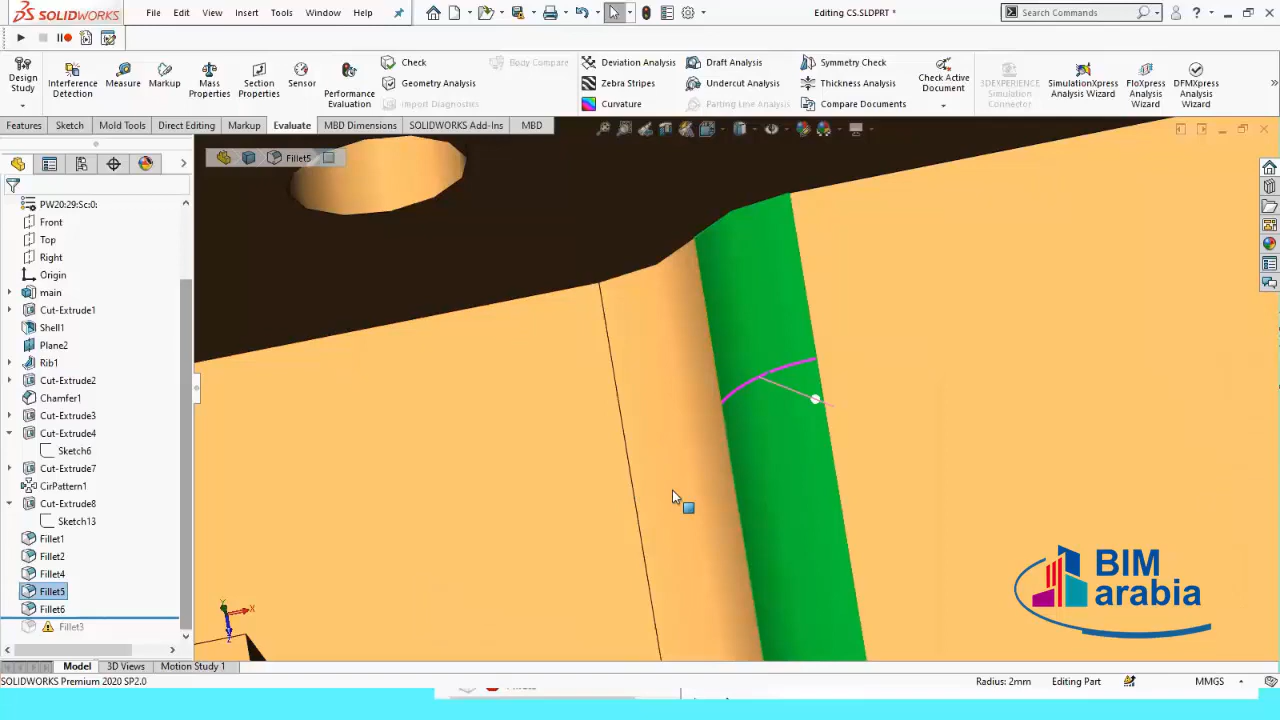 SOLIDWORKS File Edit View Insert Tools Window Help Editing CS.SLDPRT * Search Commands
Design Study
Interference Detection
Measure
Markup
Mass Properties
Section Properties
Sensor
Performance Evaluation
Check
Geometry Analysis
Import Diagnostics
Body Compare
Deviation Analysis
Zebra Stripes
Curvature
Draft Analysis
Undercut Analysis
Parting Line Analysis
Symmetry Check
Thickness Analysis
Compare Documents
Check Active Document
3DEXPERIENCE Simulation Connector
SimulationXpress Analysis Wizard
FloXpress Analysis Wizard
DFMXpress Analysis Wizard
Features Sketch Mold Tools Direct Editing Markup Evaluate MBD Dimensions SOLIDWORKS Add-Ins MBD
Fillet5
PW20:29:Sc:0:
Front
Top
Right
Origin
main
Cut-Extrude1
Shell1
Plane2
Rib1
Cut-Extrude2
Chamfer1
Cut-Extrude3
Cut-Extrude4
Sketch6
Cut-Extrude7
CirPattern1
Cut-Extrude8
Sketch13
Fillet1
Fillet2
Fillet4
Fillet5
Fillet6
Fillet3
Y
X
Z
BIM
arabia
Model 3D Views Motion Study 1
SOLIDWORKS Premium 2020 SP2.0 Radius: 2mm Editing Part MMGS